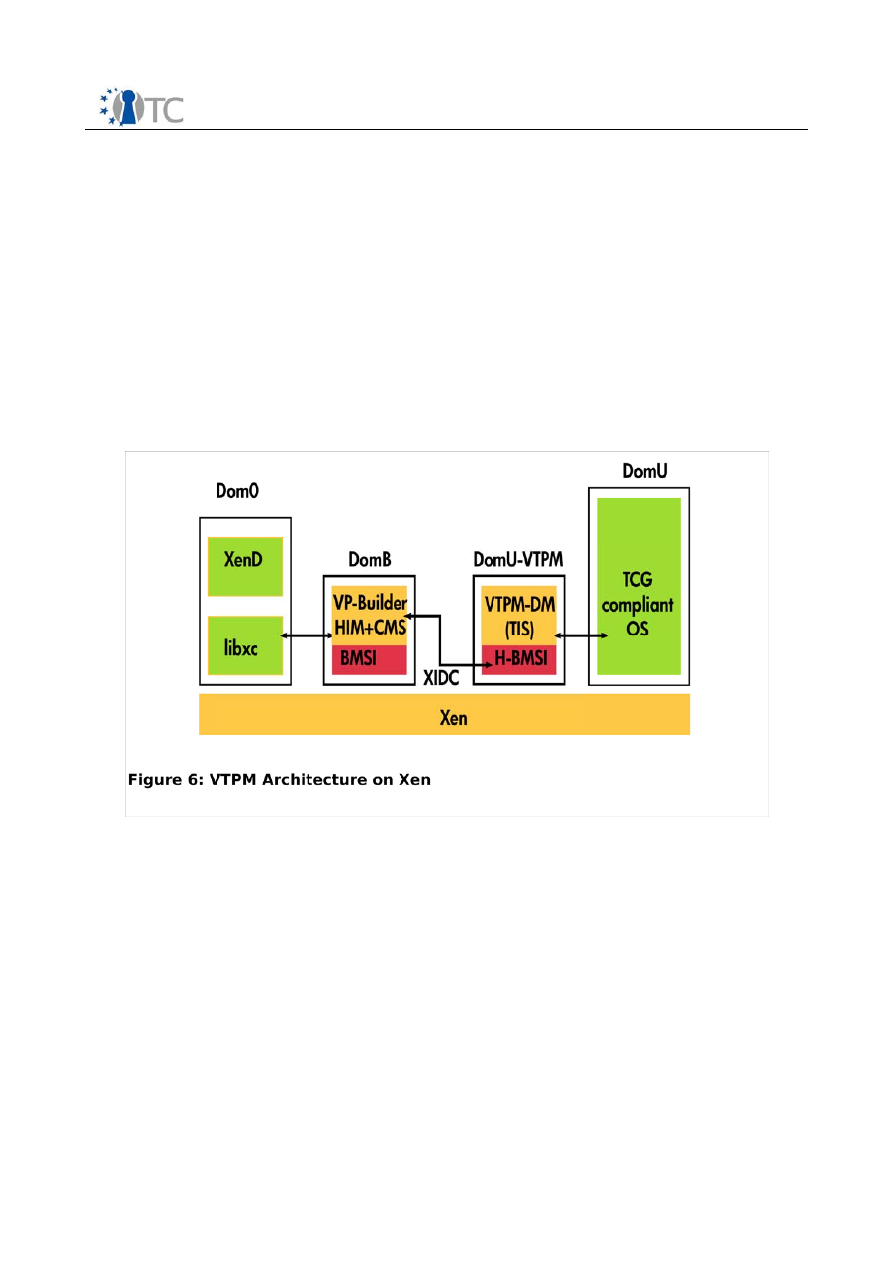 TC
Dom0
XenD
libxc
DomB
VP-Builder
HIM+CMS
BMSI
XIDC
DomU-VTPM
VTPM-DM
(TIS)
H-BMSI
DomU
TCG
compliant
OS
Xen
Figure 6: VTPM Architecture on Xen